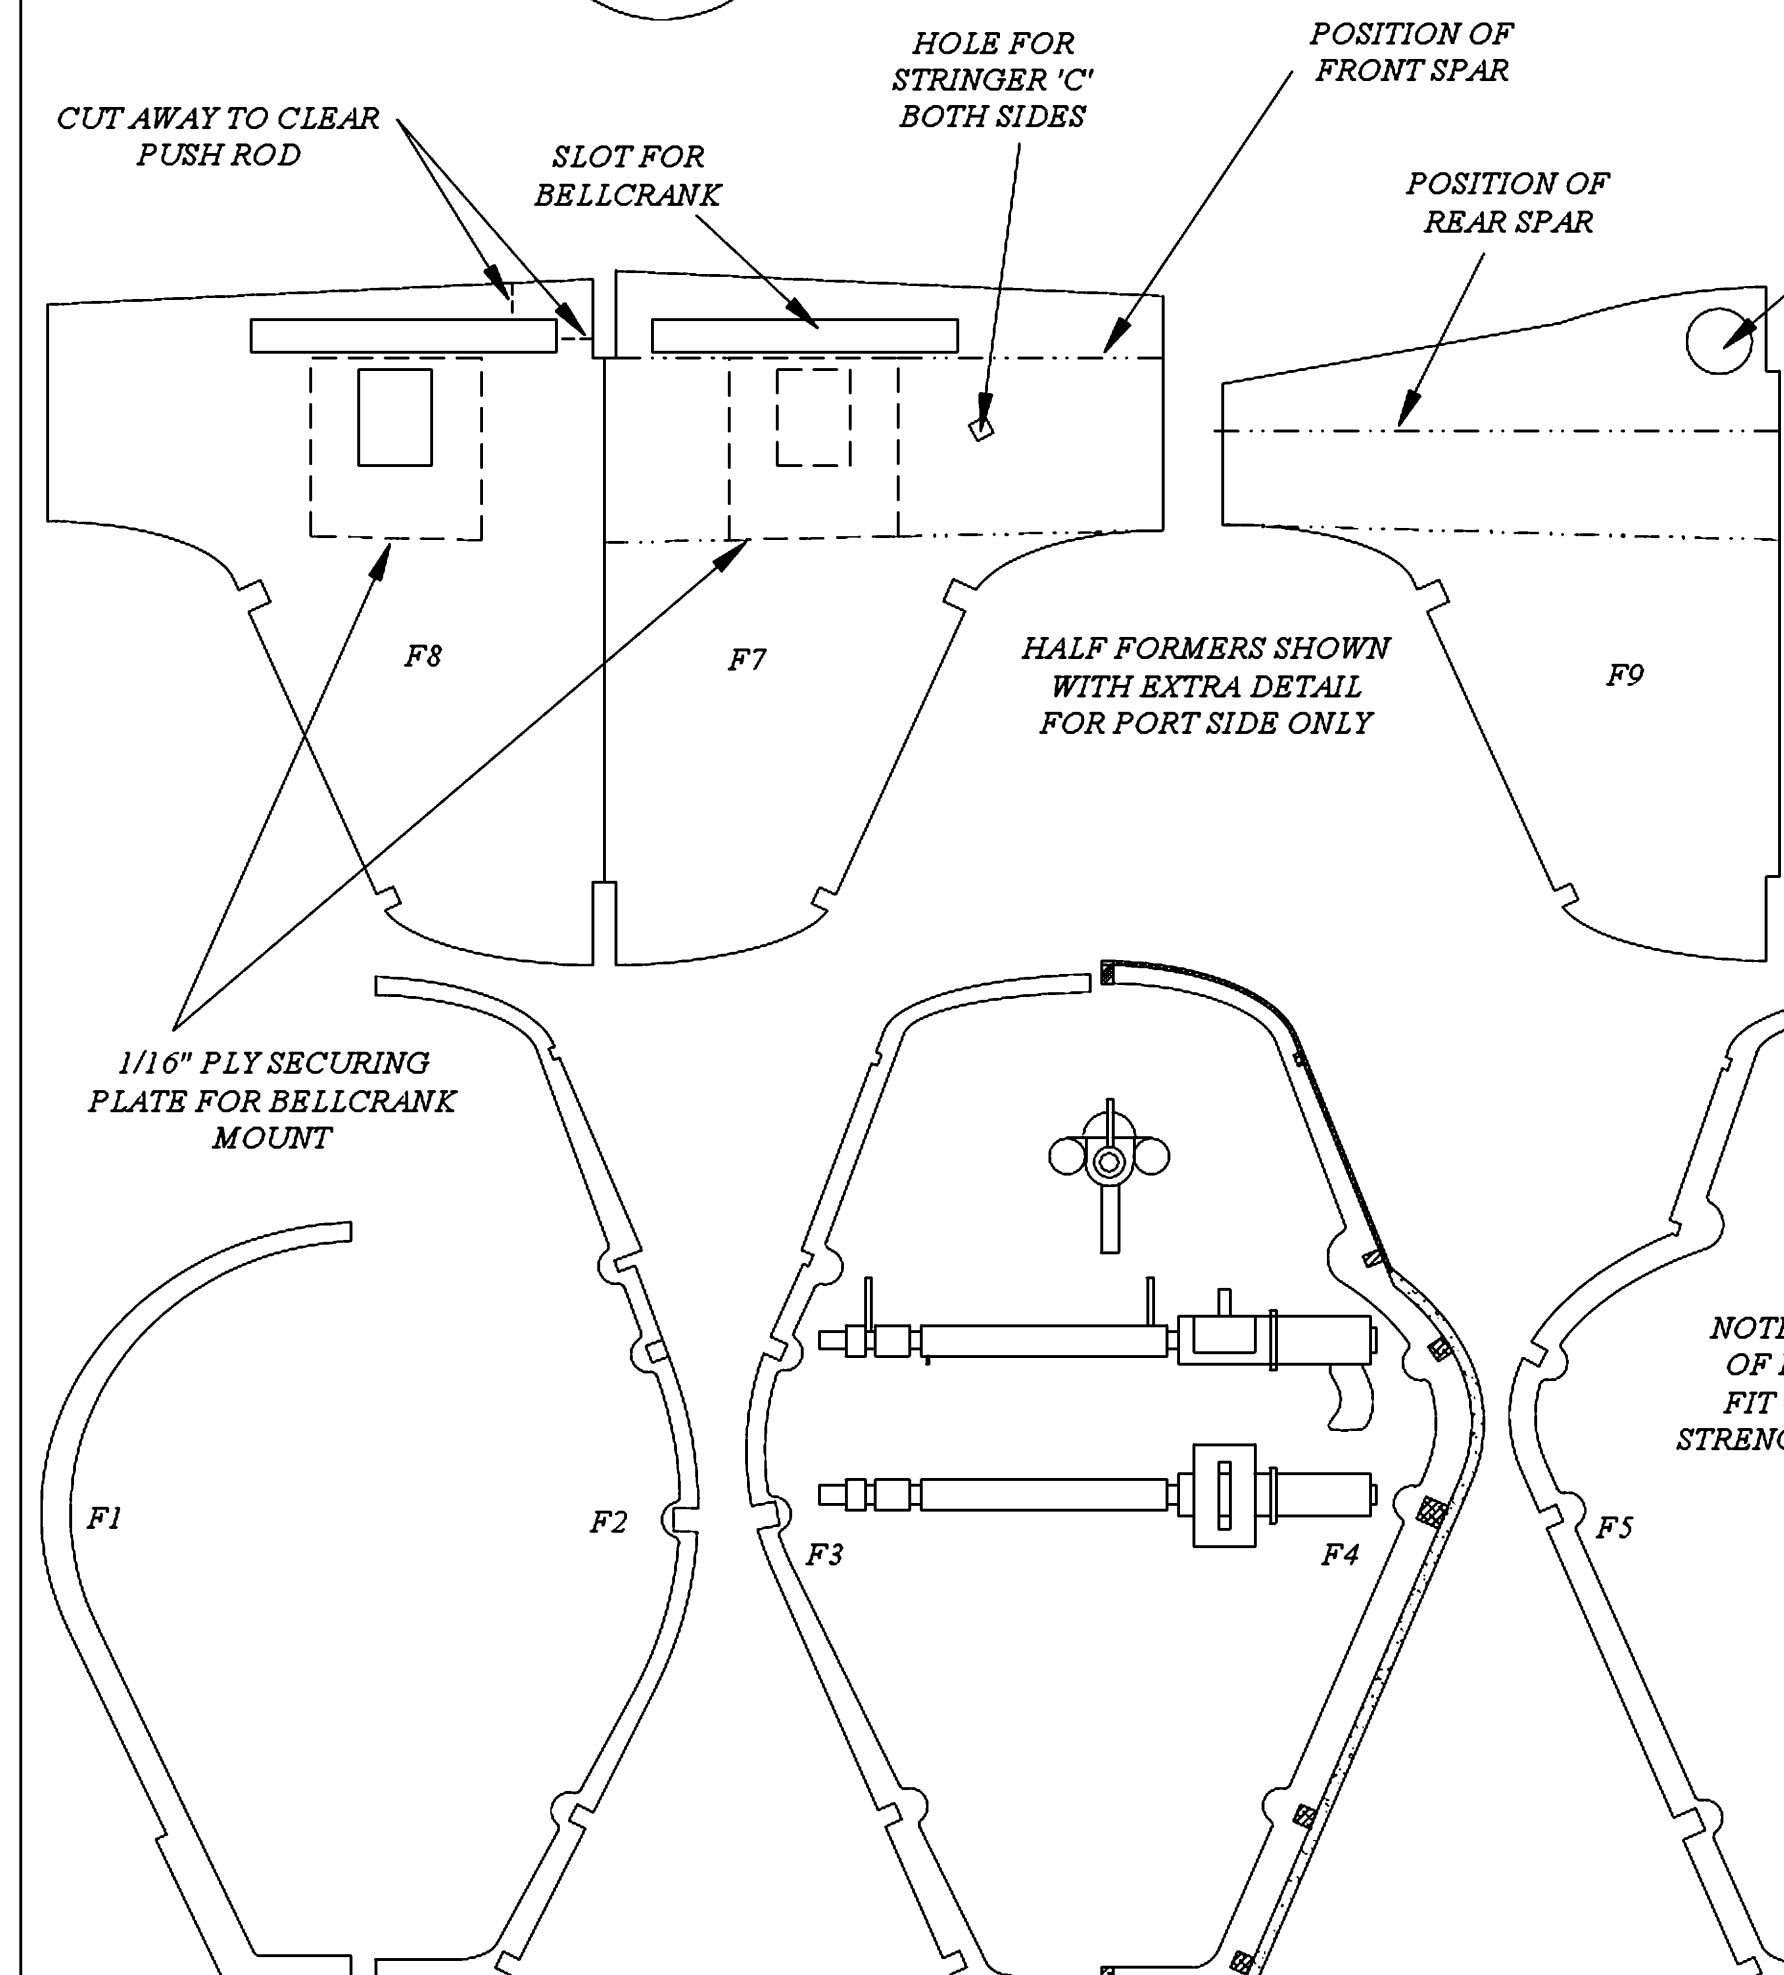 HOLE FOR
STRINGER 'C'
BOTH SIDES
POSITION OF
FRONT SPAR
CUT AWAY TO CLEAR
PUSH ROD
SLOT FOR
BELLCRANK
POSITION OF
REAR SPAR
F8
F7
HALF FORMERS SHOWN
WITH EXTRA DETAIL
FOR PORT SIDE ONLY
F9
1/16" PLY SECURING
PLATE FOR BELLCRANK
MOUNT
OF
FIT
F1
F2
F3
F4
F5